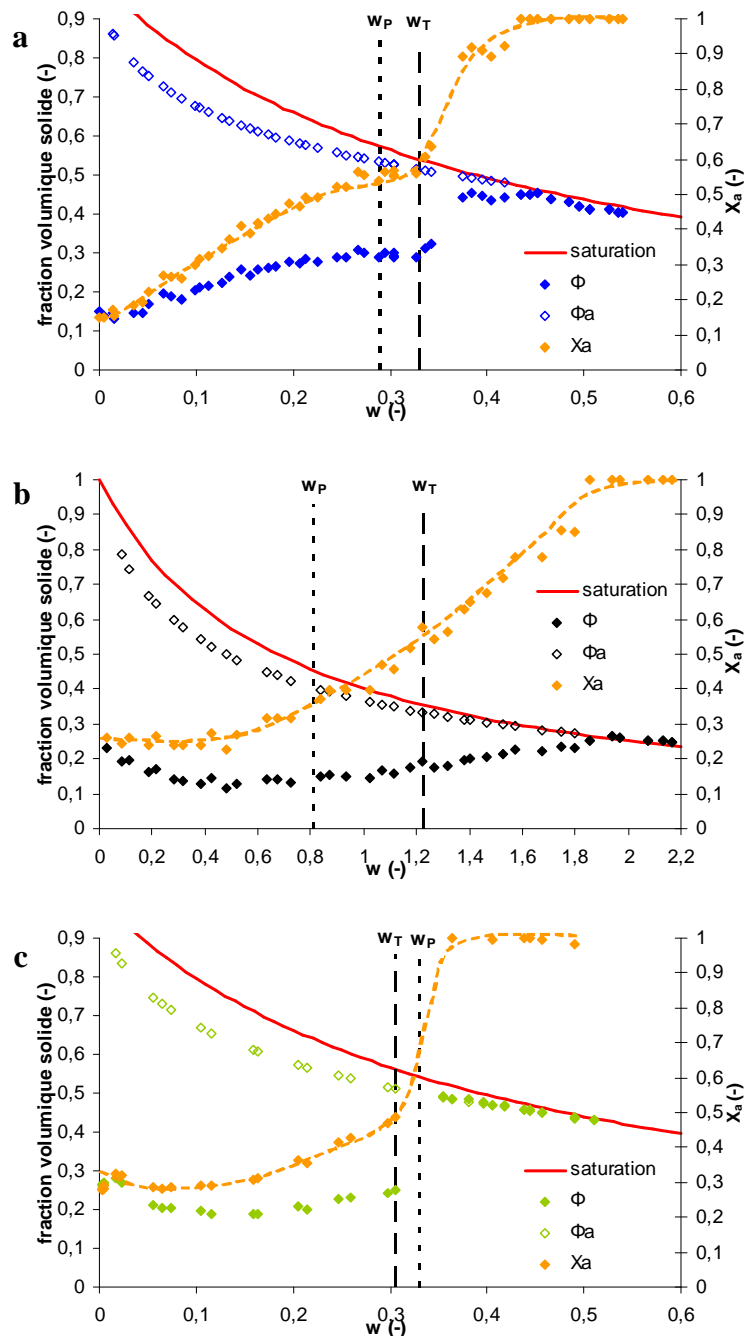 a
w_P w_T
fraction volumique solide (-)
0,9
0,8
0,7
0,6
0,5
0,4
0,3
0,2
0,1
0
1
0,9
0,8
0,7
0,6
0,5
0,4
0,3
0,2
0,1
0
X_a (-)
saturation
Φ
Φa
Xa
0 0,1 0,2 0,3 0,4 0,5 0,6
w (-)
b
w_P w_T
fraction volumique solide (-)
1
0,9
0,8
0,7
0,6
0,5
0,4
0,3
0,2
0,1
0
1
0,9
0,8
0,7
0,6
0,5
0,4
0,3
0,2
0,1
0
X_a (-)
saturation
Φ
Φa
Xa
0 0,2 0,4 0,6 0,8 1 1,2 1,4 1,6 1,8 2 2,2
w (-)
c
w_T w_P
fraction volumique solide (-)
0,9
0,8
0,7
0,6
0,5
0,4
0,3
0,2
0,1
0
1
0,9
0,8
0,7
0,6
0,5
0,4
0,3
0,2
0,1
0
X_a (-)
saturation
Φ
Φa
Xa
0 0,1 0,2 0,3 0,4 0,5 0,6
w (-)